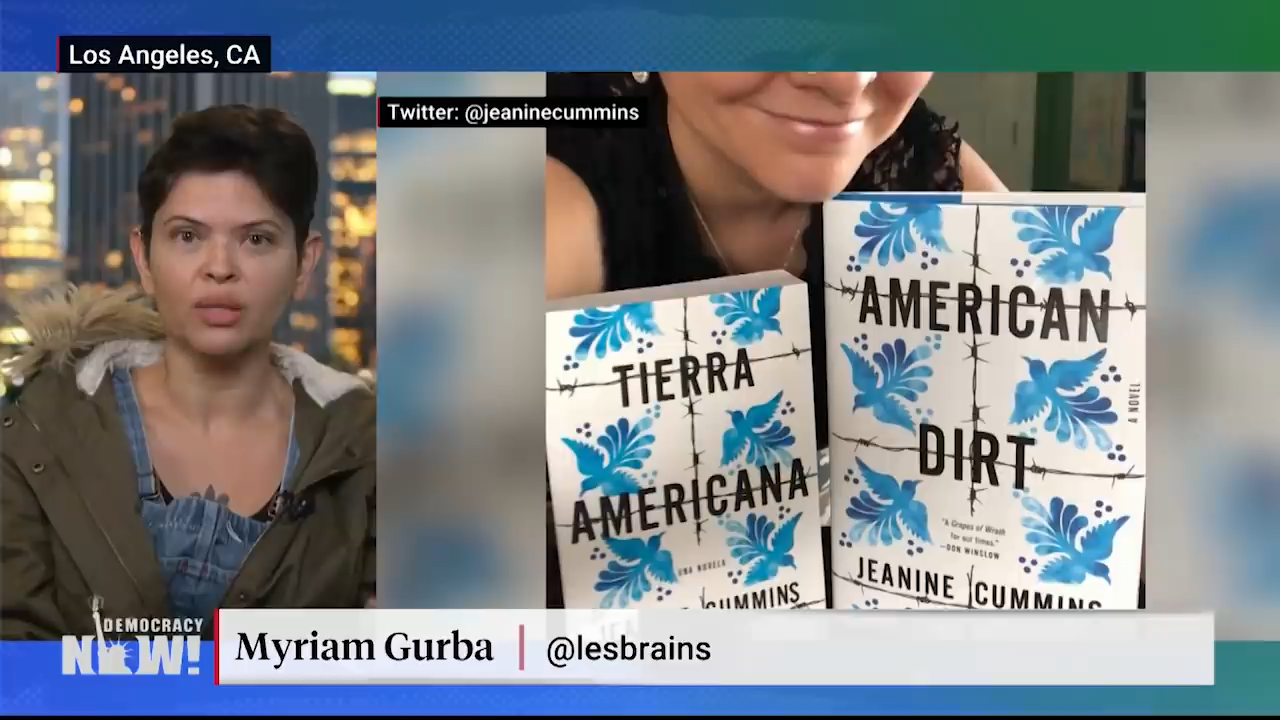 Los Angeles, CA
Twitter: @jeaninecummins
TIERRA
AMERICANA
UNA NOVELA
CUMMINS
AMERICAN
DIRT
A NOVEL
"A Grapes of Wrath
for our times."
—DON WINSLOW
JEANINE CUMMINS
DEMOCRACY
NOW!
Myriam Gurba
@lesbrains